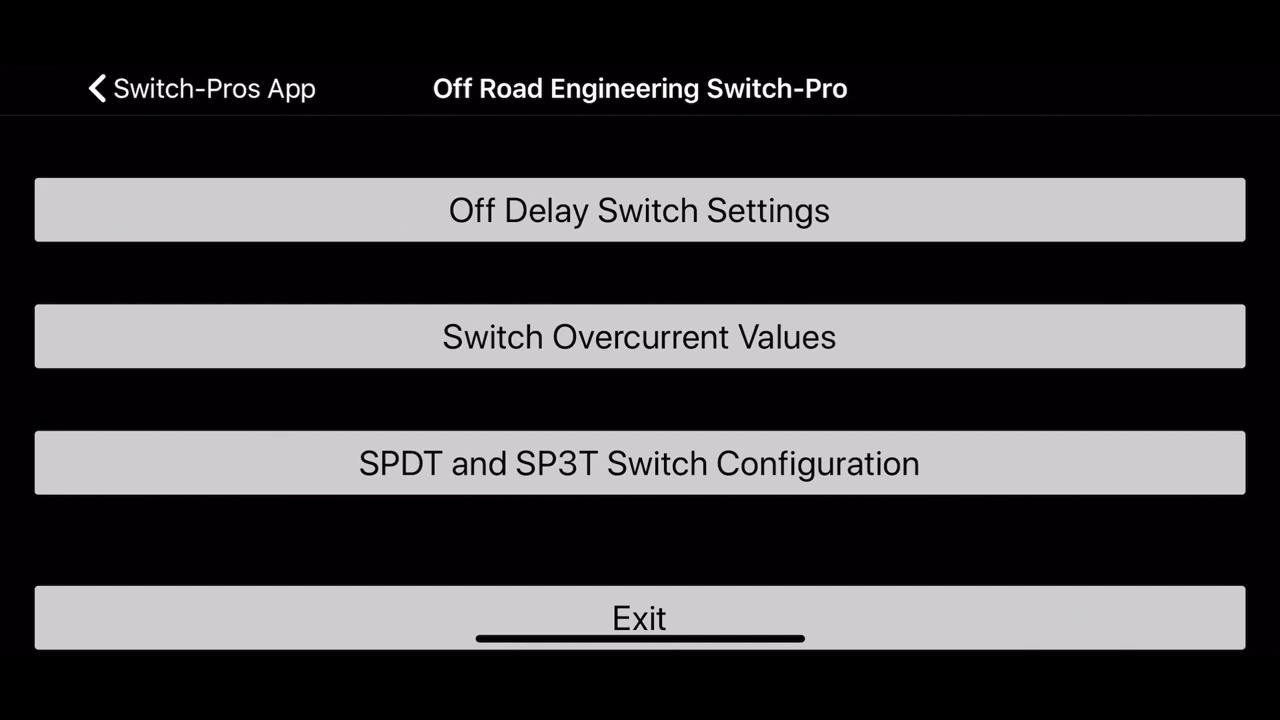 Switch-Pros App
Off Road Engineering Switch-Pro
Off Delay Switch Settings
Switch Overcurrent Values
SPDT and SP3T Switch Configuration
Exit